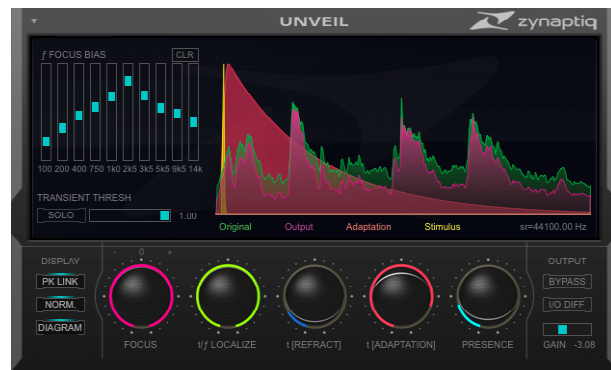 UNVEIL
zynaptiq
ƒ FOCUS BIAS
CLR
100 200 400 750 1k0 2k5 3k5 5k5 9k5 14k
TRANSIENT THRESH
SOLO 1.00
Original Output Adaptation Stimulus sr=44100.00 Hz
DISPLAY
PK LINK
NORM.
DIAGRAM
- 0 +
FOCUS
t/ƒ LOCALIZE
t [REFRACT]
t [ADAPTATION]
PRESENCE
OUTPUT
BYPASS
I/O DIFF
GAIN -3.08